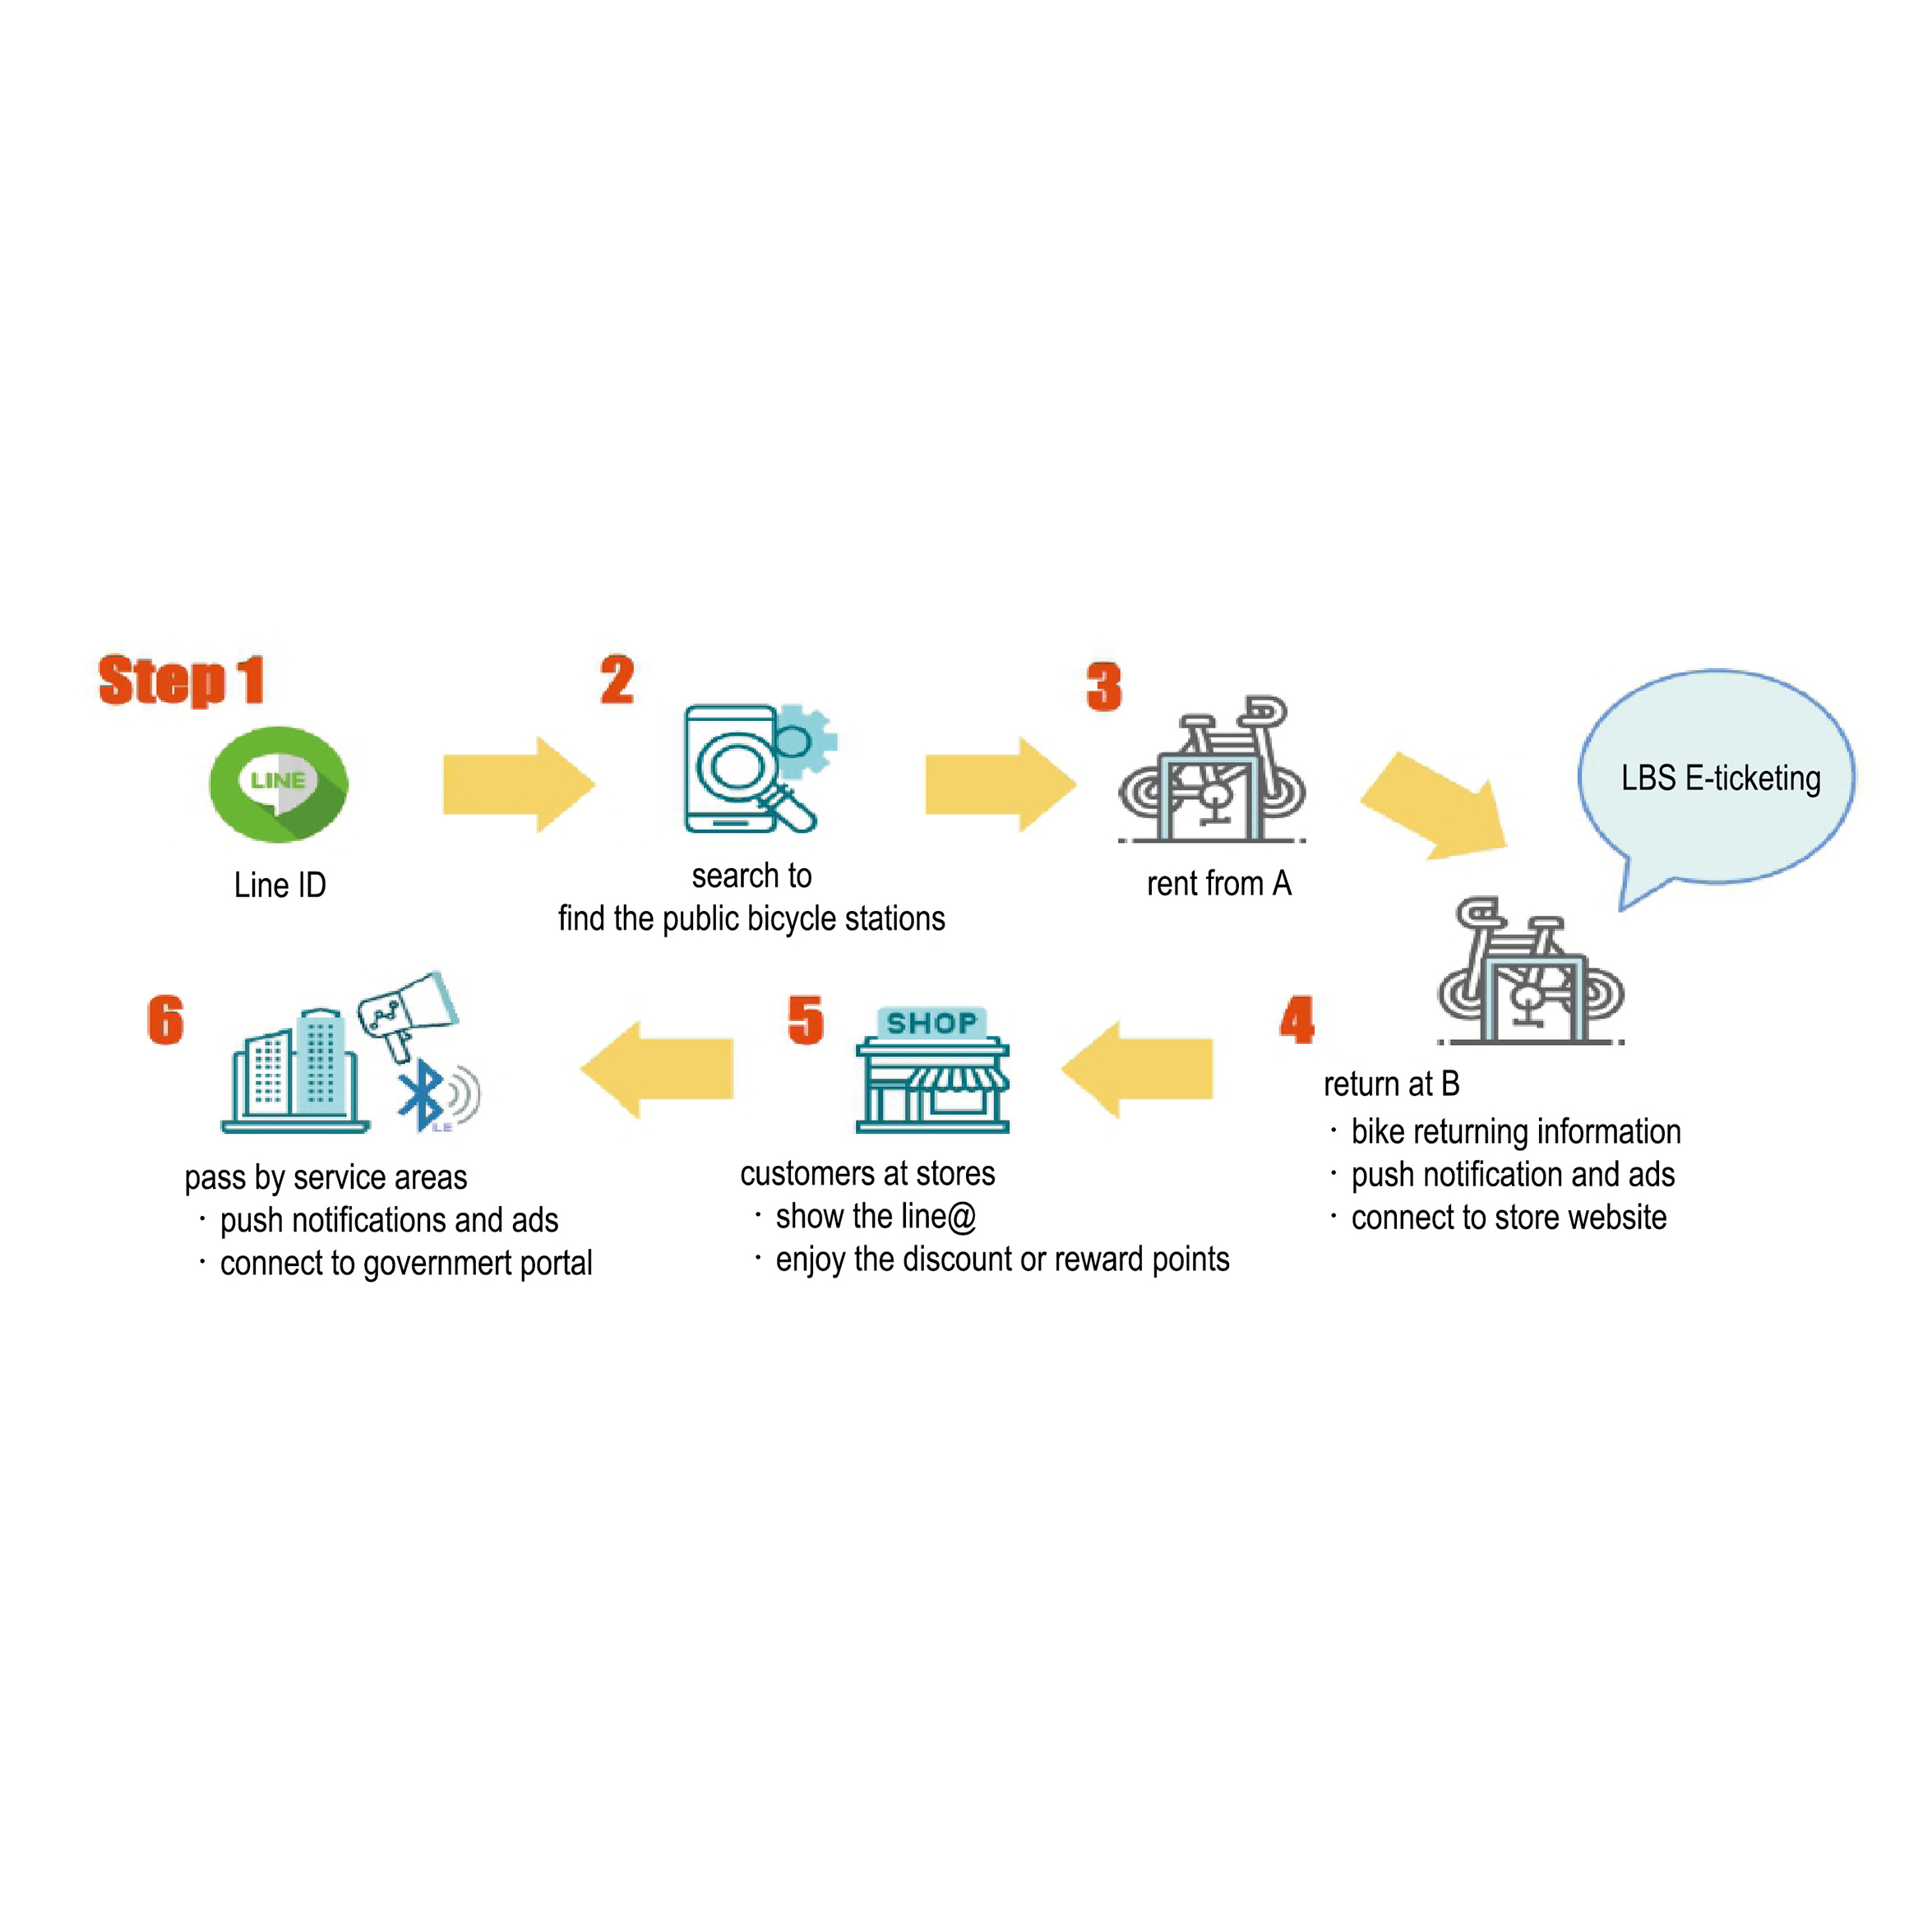 Step 1
LINE
Line ID
2
search to
find the public bicycle stations
3
rent from A
LBS E-ticketing
4
return at B
· bike returning information
· push notification and ads
· connect to store website
5
SHOP
customers at stores
· show the line@
· enjoy the discount or reward points
6
LE
pass by service areas
· push notifications and ads
· connect to governmert portal